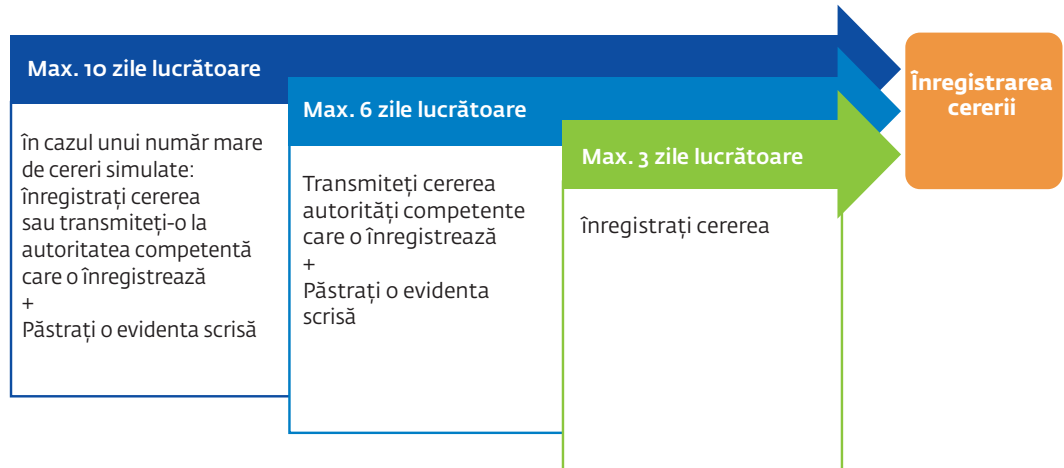 Max. 10 zile lucrătoare
în cazul unui număr mare
de cereri simulate:
înregistrați cererea
sau transmiteți-o la
autoritatea competentă
care o înregistrează
+
Păstrați o evidenta scrisă
Max. 6 zile lucrătoare
Transmiteți cererea
autorități competente
care o înregistrează
+
Păstrați o evidenta
scrisă
Max. 3 zile lucrătoare
înregistrați cererea
Înregistrarea
cererii